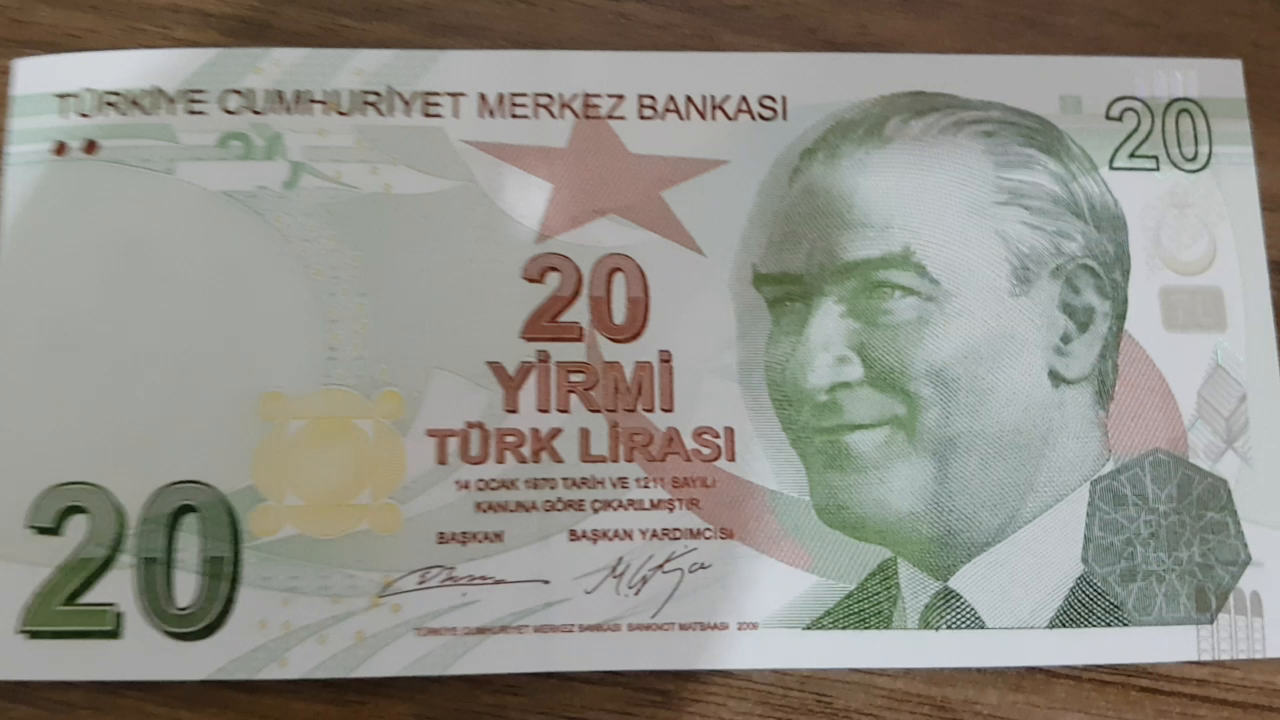 TÜRKİYE CUMHURİYET MERKEZ BANKASI
20
20
YİRMİ
TÜRK LİRASI
14 OCAK 1970 TARİH VE 1211 SAYILI
KANUNA GÖRE ÇIKARILMIŞTIR
BAŞKAN BAŞKAN YARDIMCISI
20
TÜRKİYE CUMHURİYET MERKEZ BANKASI BANKNOT MATBAASI 2009
TL